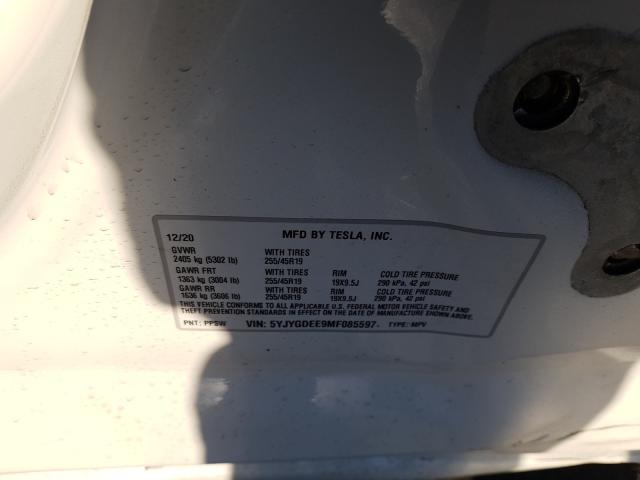 12/20 MFD BY TESLA, INC.
GVWR WITH TIRES
2405 kg (5302 lb) 255/45R19
GAWR FRT WITH TIRES RIM COLD TIRE PRESSURE
1363 kg (3004 lb) 255/45R19 19X9.5J 290 kPa, 42 psi
GAWR RR WITH TIRES RIM COLD TIRE PRESSURE
1636 kg (3606 lb) 255/45R19 19X9.5J 290 kPa, 42 psi
THIS VEHICLE CONFORMS TO ALL APPLICABLE U.S. FEDERAL MOTOR VEHICLE SAFETY AND
THEFT PREVENTION STANDARDS IN EFFECT ON THE DATE OF MANUFACTURE SHOWN ABOVE.
PNT: PPSW VIN: 5YJYGDEE9MF085597 TYPE: MPV